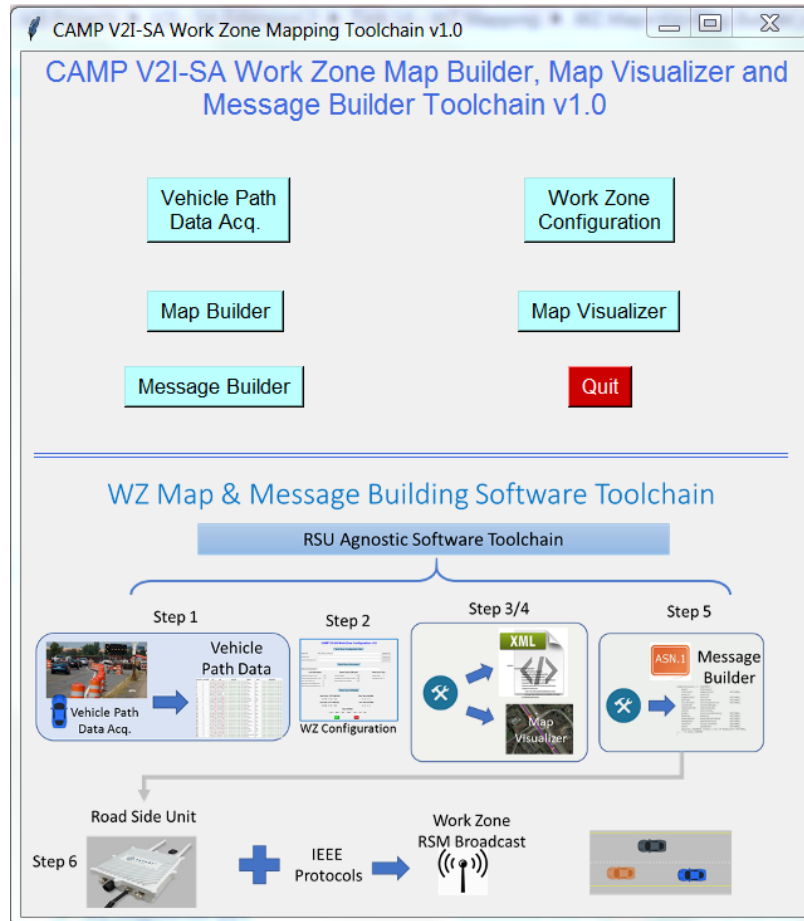 CAMP V2I-SA Work Zone Mapping Toolchain v1.0
CAMP V2I-SA Work Zone Map Builder, Map Visualizer and
Message Builder Toolchain v1.0
Vehicle Path
Data Acq.
Work Zone
Configuration
Map Builder
Map Visualizer
Message Builder
Quit
WZ Map & Message Building Software Toolchain
RSU Agnostic Software Toolchain
Step 1
Step 2
Step 3/4
Step 5
Vehicle
Path Data
Vehicle Path
Data Acq.
WZ Configuration
XML
Map
Visualizer
ASN.1
Message
Builder
Road Side Unit
Step 6
IEEE
Protocols
Work Zone
RSM Broadcast